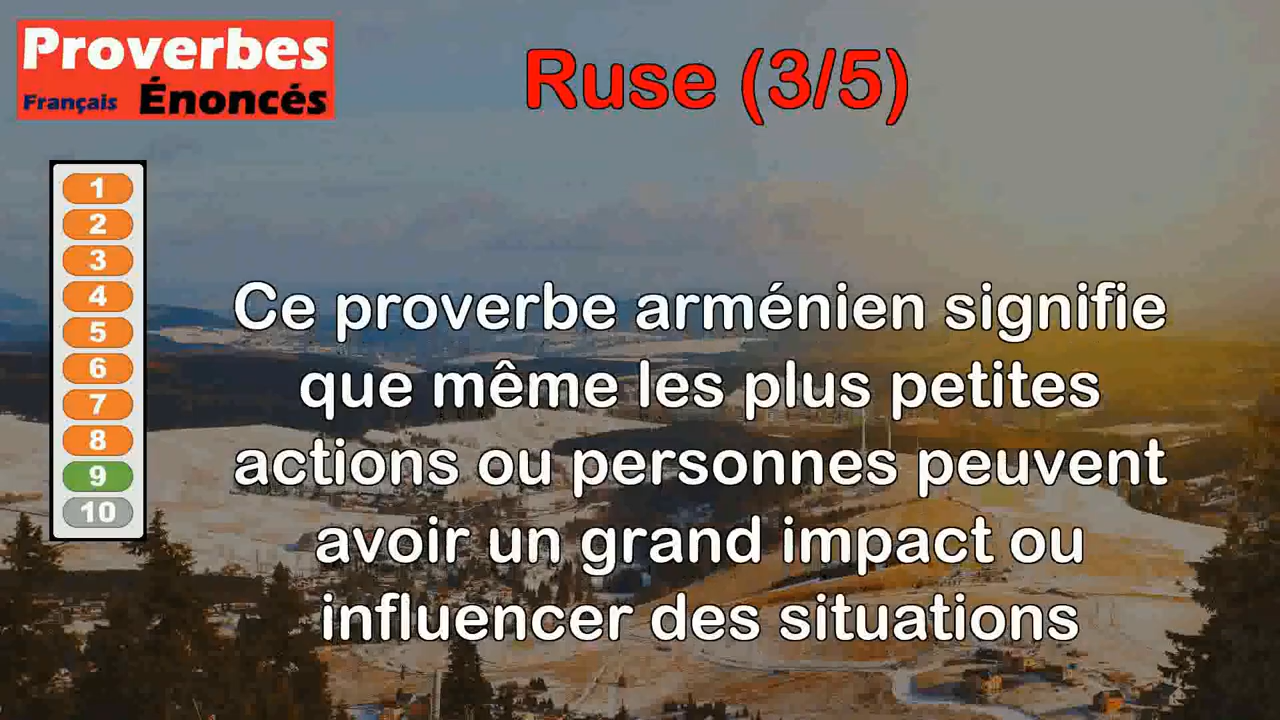 Proverbes
Français Énoncés
Ruse (3/5)
1
2
3
4
5
6
7
8
9
10
Ce proverbe arménien signifie
que même les plus petites
actions ou personnes peuvent
avoir un grand impact ou
influencer des situations